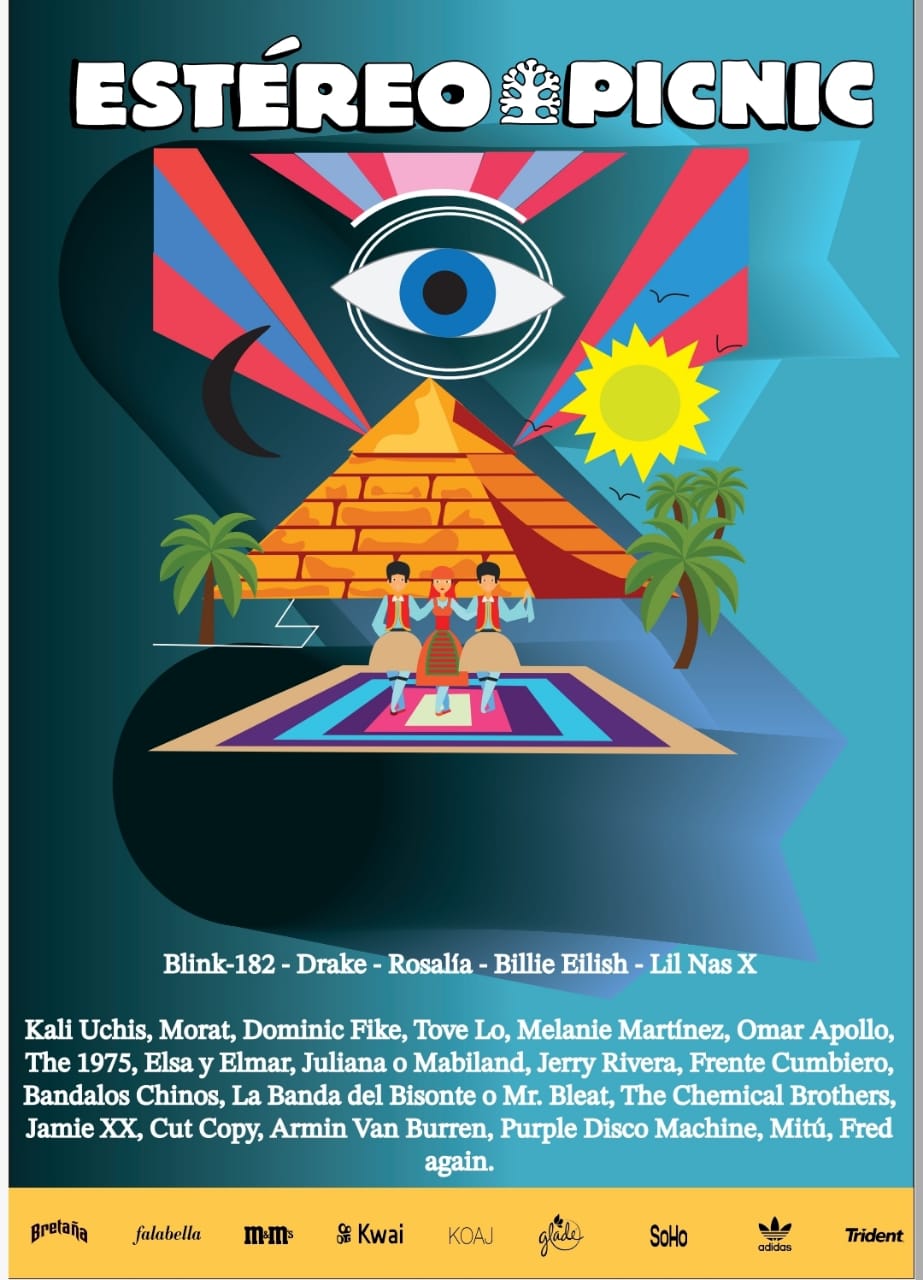 ESTÉREO PICNIC
Blink-182 - Drake - Rosalía - Billie Eilish - Lil Nas X
Kali Uchis, Morat, Dominic Fike, Tove Lo, Melanie Martínez, Omar Apollo,
The 1975, Elsa y Elmar, Juliana o Mabiland, Jerry Rivera, Frente Cumbiero,
Bandalos Chinos, La Banda del Bisonte o Mr. Bleat, The Chemical Brothers,
Jamie XX, Cut Copy, Armin Van Burren, Purple Disco Machine, Mitú, Fred
again.
Bretaña falabella m&m's Kwai KOAJ glade SoHo adidas Trident